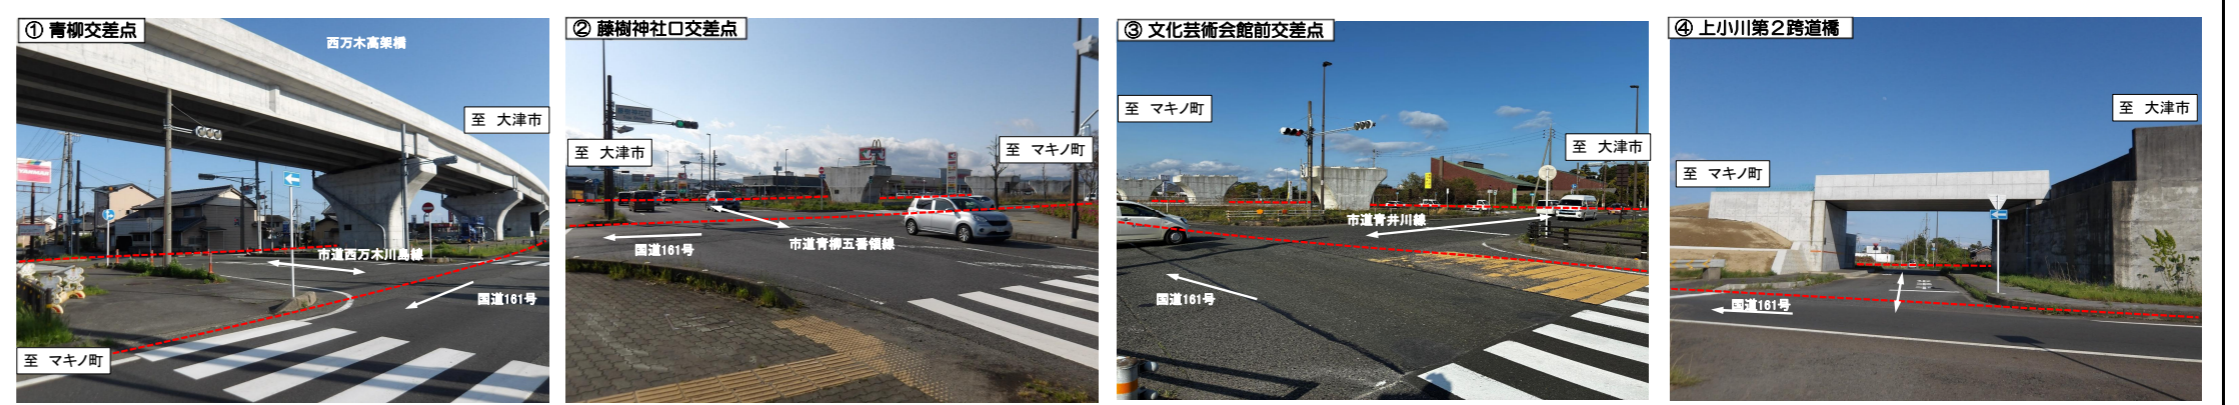 ① 青柳交差点
西万木高架橋
至 大津市
YANMAR
市道西万木川島線
国道161号
至 マキノ町
② 藤樹神社口交差点
至 大津市
至 マキノ町
市道青柳五番領線
国道161号
③ 文化芸術会館前交差点
至 マキノ町
至 大津市
市道青井川線
国道161号
④ 上小川第2跨道橋
至 大津市
至 マキノ町
国道161号